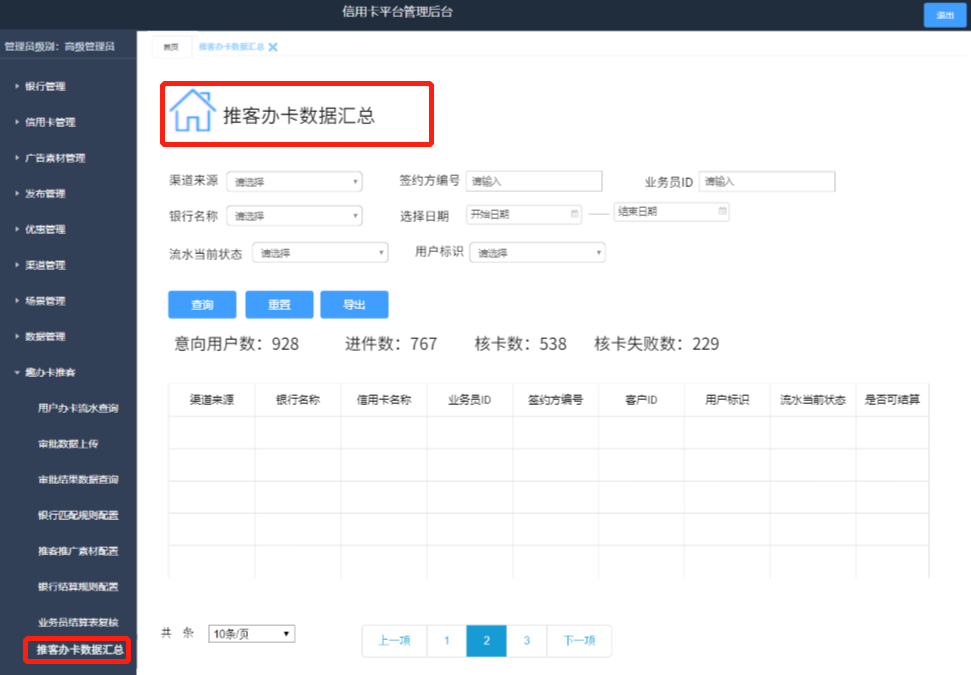 信用卡平台管理后台
退出
管理员级别：高级管理员
首页 推客办卡数据汇总
银行管理
信用卡管理
广告素材管理
发布管理
优惠管理
渠道管理
场景管理
数据管理
趣办卡推客
用户办卡流水查询
审批数据上传
审批结果数据查询
银行匹配规则配置
推客推广素材配置
银行结算规则配置
业务员结算表复核
推客办卡数据汇总
推客办卡数据汇总
渠道来源 请选择 签约方编号 请输入 业务员ID 请输入
银行名称 请选择 选择日期 开始日期 — 结束日期
流水当前状态 请选择 用户标识 请选择
查询 重置 导出
意向用户数：928 进件数：767 核卡数：538 核卡失败数：229
渠道来源 银行名称 信用卡名称 业务员ID 签约方编号 客户ID 用户标识 流水当前状态 是否可结算
共 条 10条/页 上一项 1 2 3 下一项